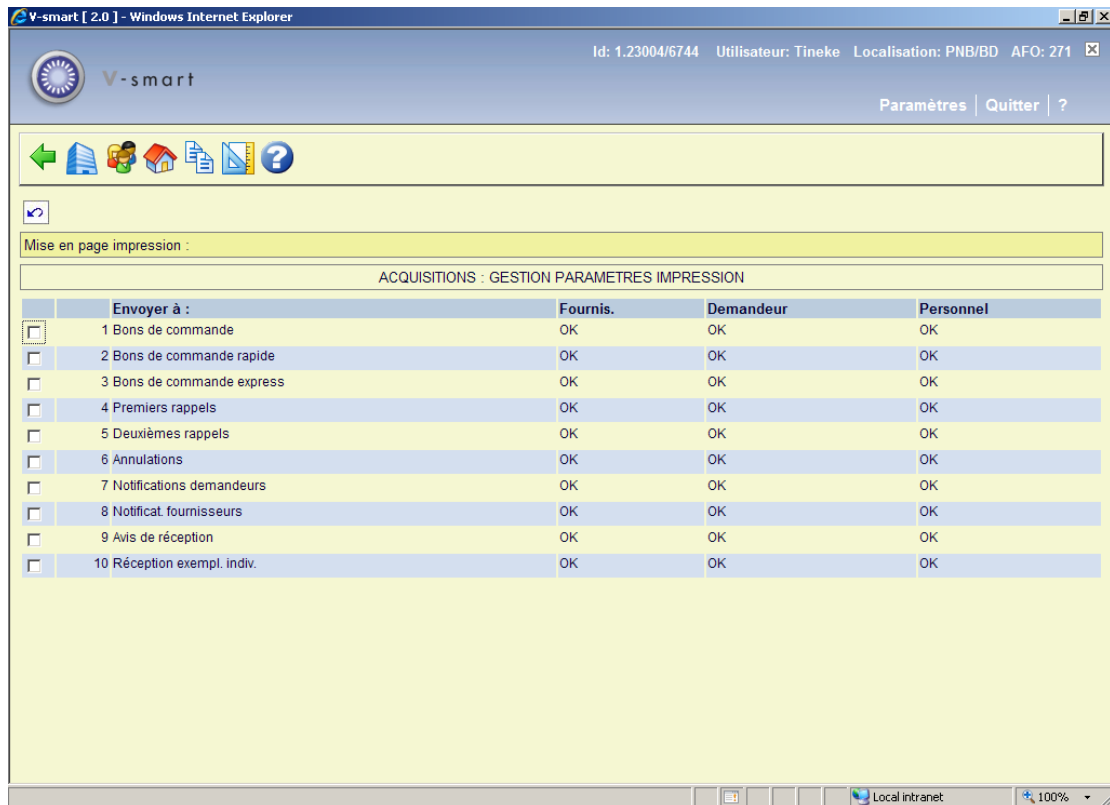 V-smart [ 2.0 ] - Windows Internet Explorer
Id: 1.23004/6744 Utilisateur: Tineke Localisation: PNB/BD AFO: 271
V-smart
Paramètres | Quitter | ?
Mise en page impression :
ACQUISITIONS : GESTION PARAMETRES IMPRESSION
Envoyer à : Fournis. Demandeur Personnel
1 Bons de commande OK OK OK
2 Bons de commande rapide OK OK OK
3 Bons de commande express OK OK OK
4 Premiers rappels OK OK OK
5 Deuxièmes rappels OK OK OK
6 Annulations OK OK OK
7 Notifications demandeurs OK OK OK
8 Notificat. fournisseurs OK OK OK
9 Avis de réception OK OK OK
10 Réception exempl. indiv. OK OK OK
Local intranet 100%